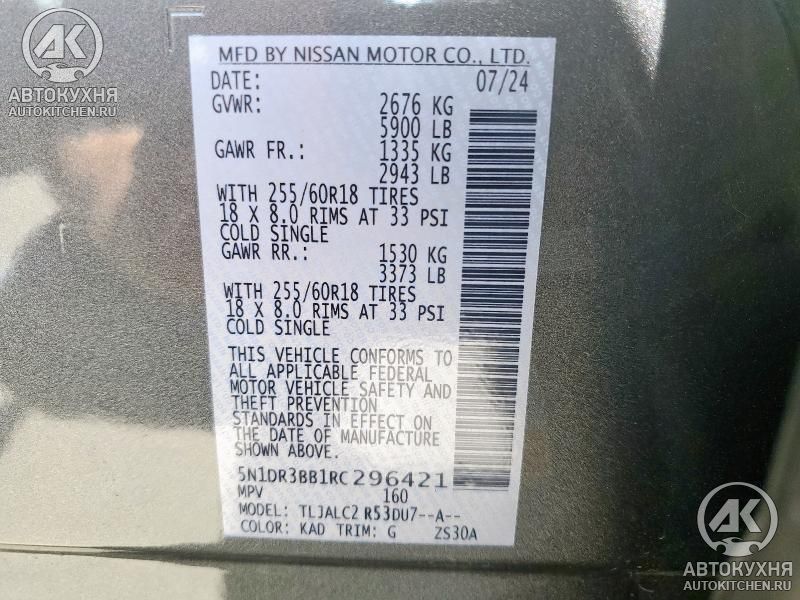 AK
АВТОКУХНЯ
AUTOKITCHEN.RU
MFD BY NISSAN MOTOR CO., LTD.
DATE: 07/24
GVWR: 2676 KG
5900 LB
GAWR FR.: 1335 KG
2943 LB
WITH 255/60R18 TIRES
18 X 8.0 RIMS AT 33 PSI
COLD SINGLE
GAWR RR.: 1530 KG
3373 LB
WITH 255/60R18 TIRES
18 X 8.0 RIMS AT 33 PSI
COLD SINGLE
THIS VEHICLE CONFORMS TO
ALL APPLICABLE FEDERAL
MOTOR VEHICLE SAFETY AND
THEFT PREVENTION
STANDARDS IN EFFECT ON
THE DATE OF MANUFACTURE
SHOWN ABOVE.
5N1DR3BB1RC296421
MPV 160
MODEL: TLJALC2 R53DU7--A--
COLOR: KAD TRIM: G ZS30A
AK
АВТОКУХНЯ
AUTOKITCHEN.RU